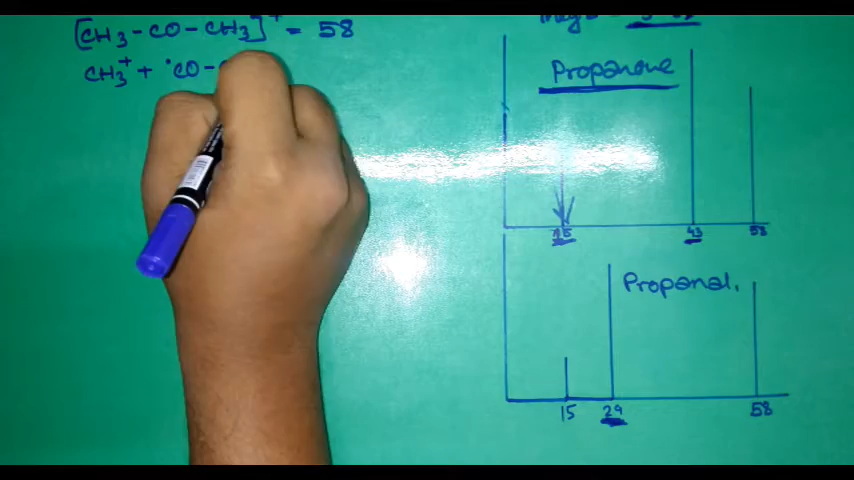 [CH₃-CO-CH₃]⁺ = 58
CH₃⁺ + •CO-
Propanone
15 43 58
Propanal.
15 29 58